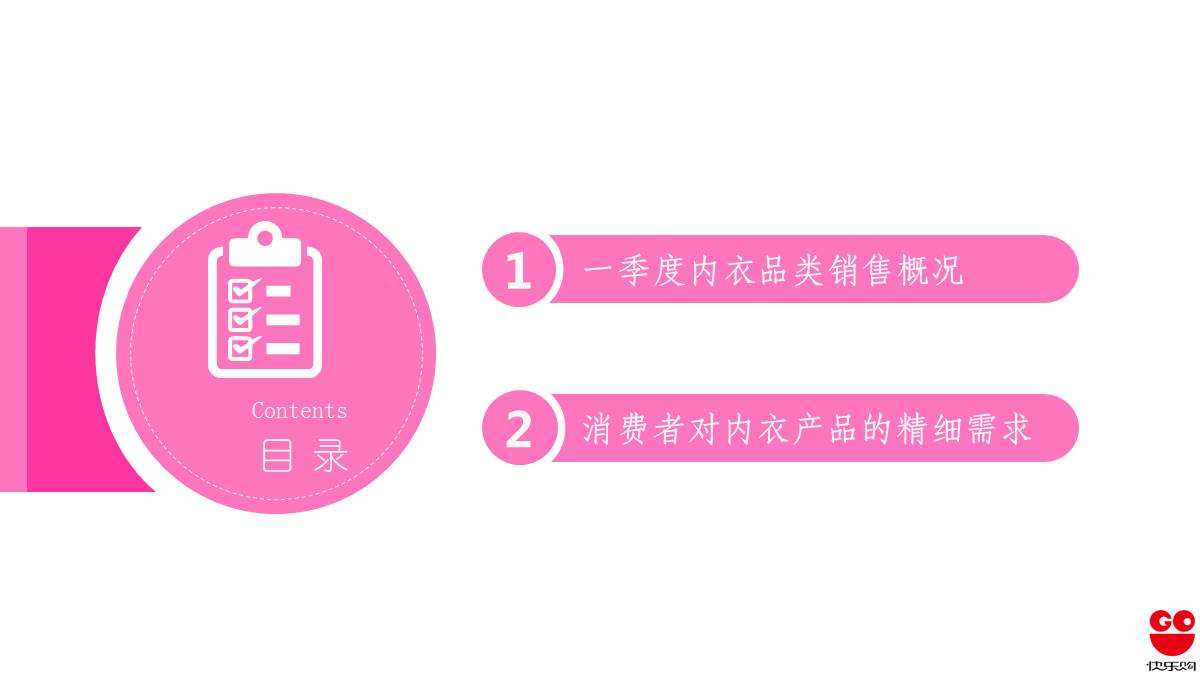 Contents
目 录
1 一季度内衣品类销售概况
2 消费者对内衣产品的精细需求
GO
快乐购